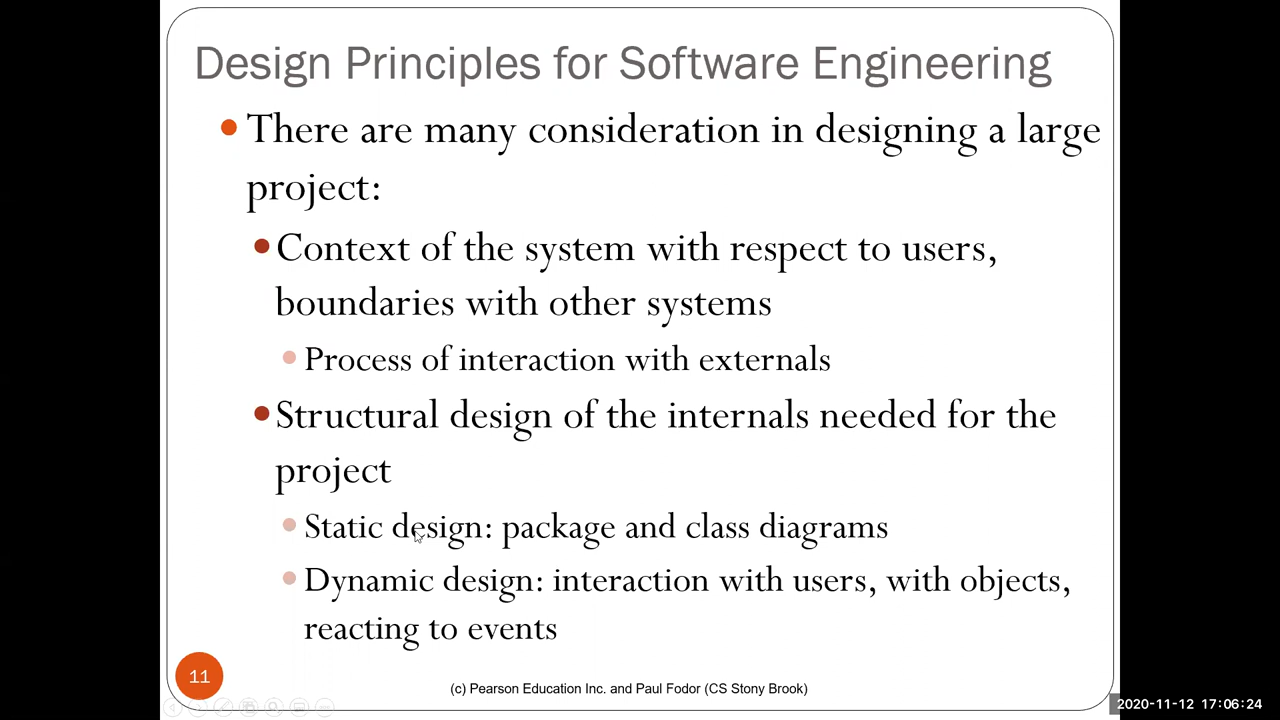 Design Principles for Software Engineering
There are many consideration in designing a large
project:
Context of the system with respect to users,
boundaries with other systems
Process of interaction with externals
Structural design of the internals needed for the
project
Static design: package and class diagrams
Dynamic design: interaction with users, with objects,
reacting to events
11
(c) Pearson Education Inc. and Paul Fodor (CS Stony Brook)
2020-11-12 17:06:24